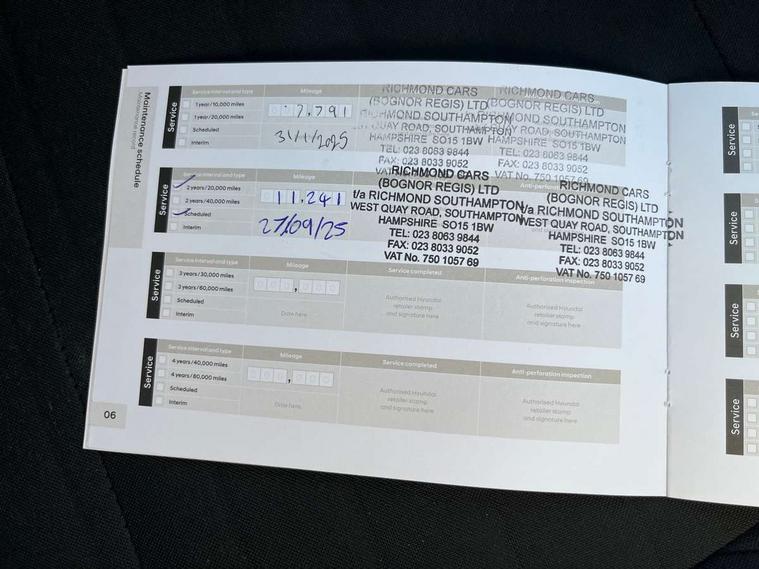 Maintenance schedule
Maintenance record
Service
Service interval and type Mileage
1 year/10,000 miles
1 year/20,000 miles
Scheduled
Interim
7,791
31/1/2025
RICHMOND CARS
(BOGNOR REGIS) LTD
RICHMOND SOUTHAMPTON
QUAY ROAD, SOUTHAMPTON
HAMPSHIRE SO15 1BW
TEL: 023 8063 9844
FAX: 023 8033 9052
RICHMOND CARS
(BOGNOR REGIS) LTD
RICHMOND SOUTHAMPTON
QUAY ROAD, SOUTHAMPTON
HAMPSHIRE SO15 1BW
TEL: 023 8063 9844
FAX: 023 8033 9052
VAT No. 750 1057 69
Service
Service interval and type Mileage
2 years/20,000 miles
2 years/40,000 miles
Scheduled
Interim
11,241
27/09/25
RICHMOND CARS
(BOGNOR REGIS) LTD
t/a RICHMOND SOUTHAMPTON
WEST QUAY ROAD, SOUTHAMPTON
HAMPSHIRE SO15 1BW
TEL: 023 8063 9844
FAX: 023 8033 9052
VAT No. 750 1057 69
RICHMOND CARS
(BOGNOR REGIS) LTD
t/a RICHMOND SOUTHAMPTON
WEST QUAY ROAD, SOUTHAMPTON
HAMPSHIRE SO15 1BW
TEL: 023 8063 9844
FAX: 023 8033 9052
VAT No. 750 1057 69
Service
Service interval and type Mileage Service completed Anti-perforation inspection
3 years/30,000 miles
3 years/60,000 miles
Scheduled
Interim
Date here
Authorised Hyundai
retailer stamp
and signature here
Authorised Hyundai
retailer stamp
and signature here
Service
Service interval and type Mileage Service completed Anti-perforation inspection
4 years/40,000 miles
4 years/80,000 miles
Scheduled
Interim
Date here
Authorised Hyundai
retailer stamp
and signature here
Authorised Hyundai
retailer stamp
and signature here
06
Service
Service
Service
Service